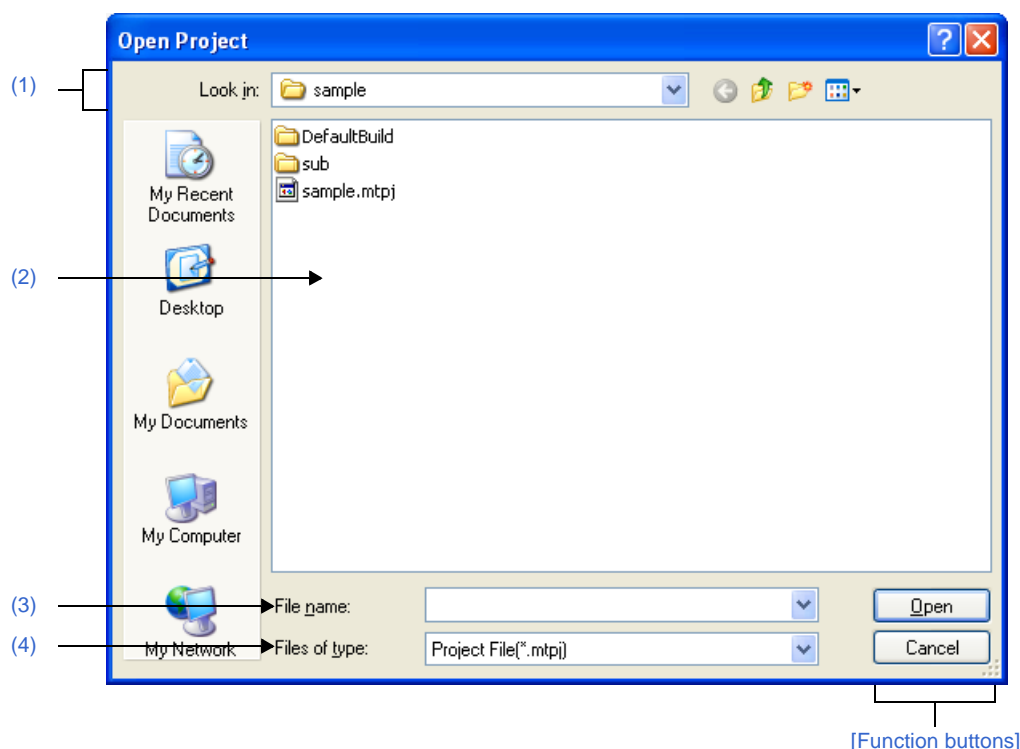 Open Project
(1)
Look in:
sample
DefaultBuild
sub
sample.mtpj
My Recent
Documents
(2)
Desktop
My Documents
My Computer
(3)
File name:
Open
(4)
My Network
Files of type:
Project File(*.mtpj)
Cancel
[Function buttons]